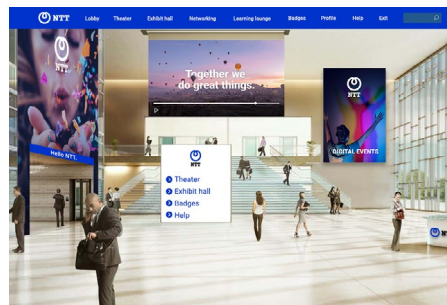 NTT
Lobby
Theater
Exhibit hall
Networking
Learning lounge
Badges
Profile
Help
Exit
NTT
Hello NTT.
Together we
do great things.
NTT
DIGITAL EVENTS
NTT
Theater
Exhibit hall
Badges
Help